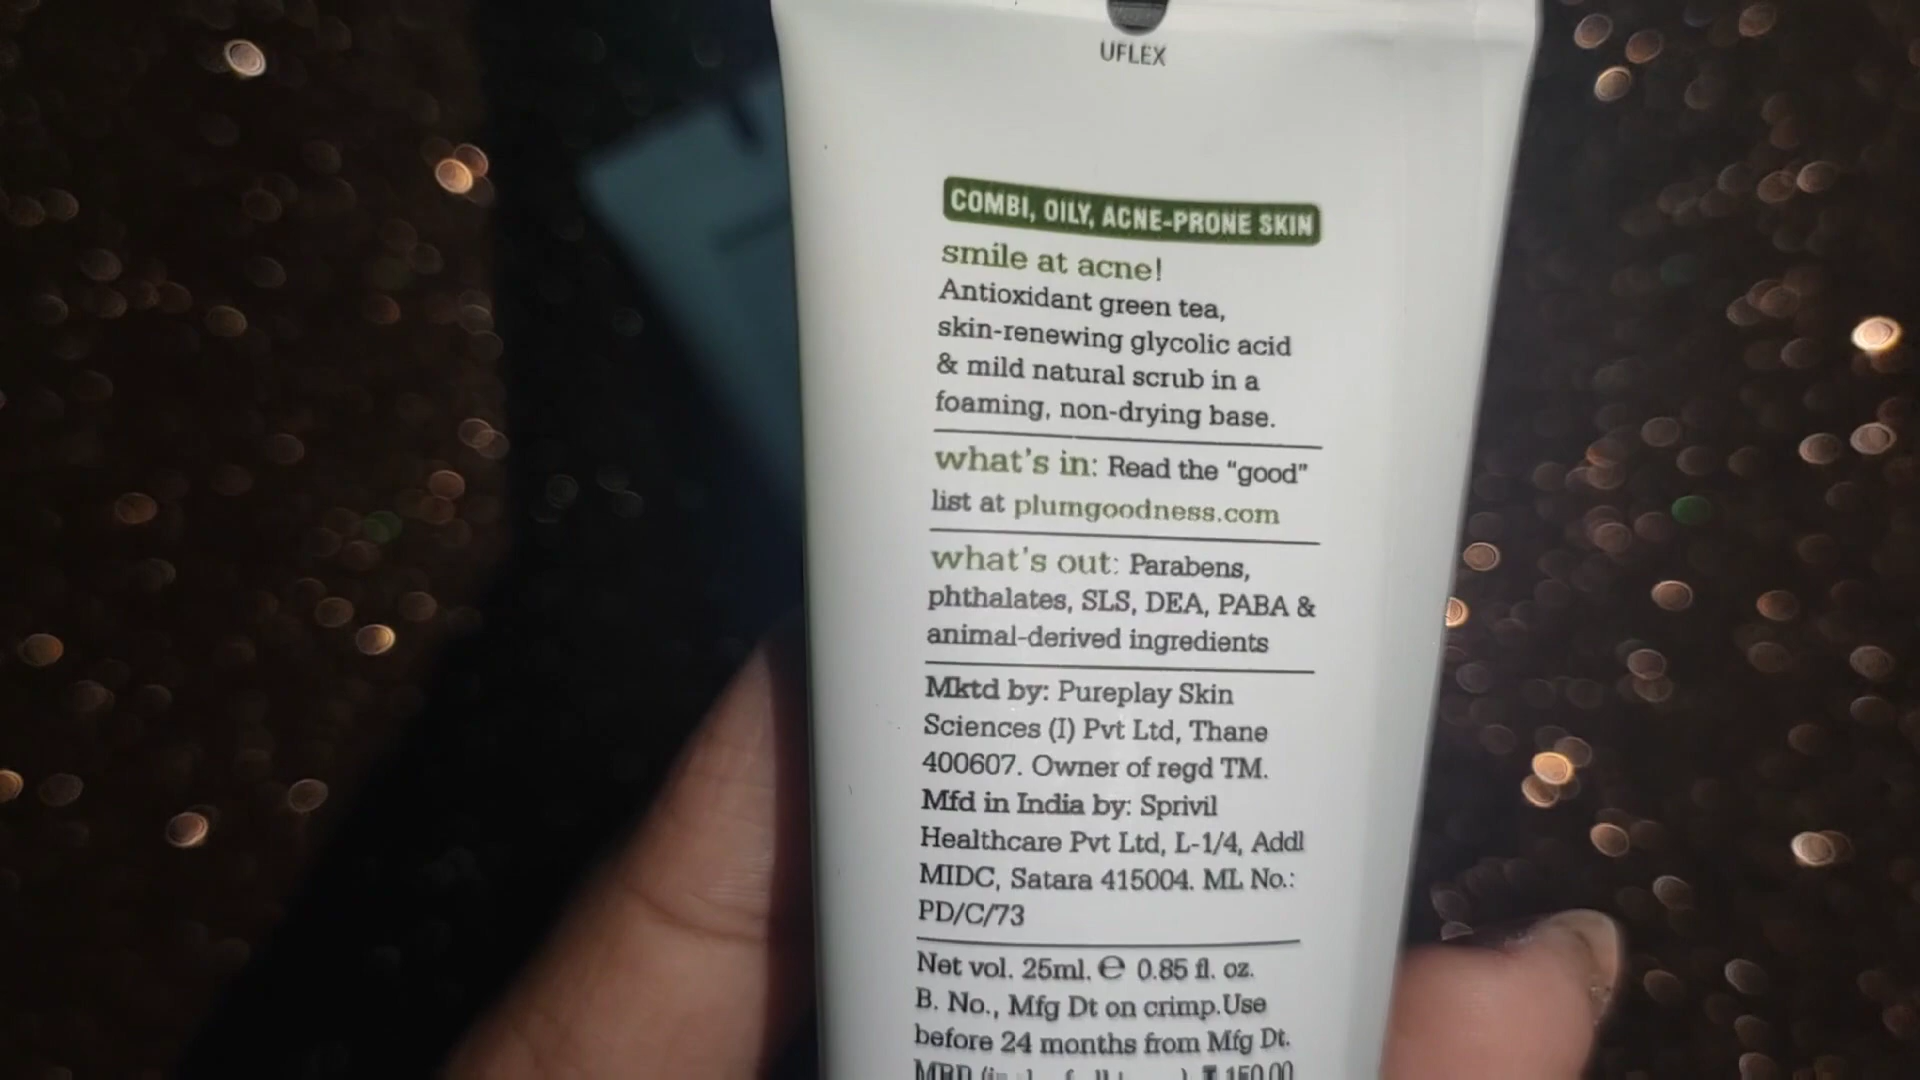 UFLEX
COMBI, OILY, ACNE-PRONE SKIN
smile at acne!
Antioxidant green tea,
skin-renewing glycolic acid
& mild natural scrub in a
foaming, non-drying base.
what's in: Read the “good”
list at plumgoodness.com
what's out: Parabens,
phthalates, SLS, DEA, PABA &
animal-derived ingredients
Mktd by: Pureplay Skin
Sciences (I) Pvt Ltd, Thane
400607. Owner of regd TM.
Mfd in India by: Sprivil
Healthcare Pvt Ltd, L-1/4, Addl
MIDC, Satara 415004. ML No.:
PD/C/73
Net vol. 25ml. ℮ 0.85 fl. oz.
B. No., Mfg Dt on crimp.Use
before 24 months from Mfg Dt.
₹ 150.00